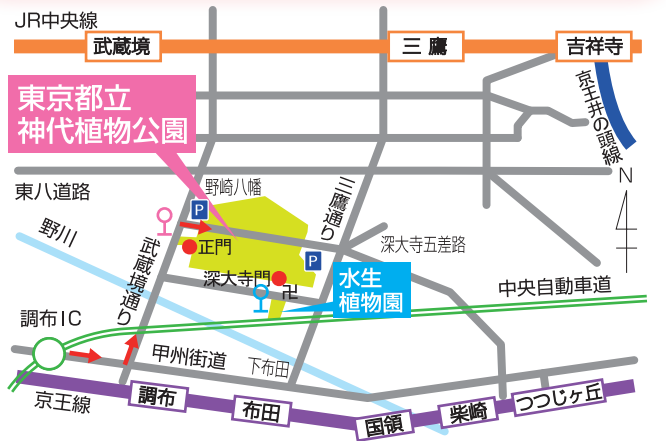 JR中央線
武蔵境
三鷹
吉祥寺
京王井の頭線
東京都立
神代植物公園
N
東八道路
野崎八幡
三鷹通り
P
野川
武蔵境通り
正門
深大寺五差路
P
深大寺門
卍
水生
植物園
中央自動車道
調布IC
甲州街道
下布田
京王線
調布
布田
国領
柴崎
つつじヶ丘